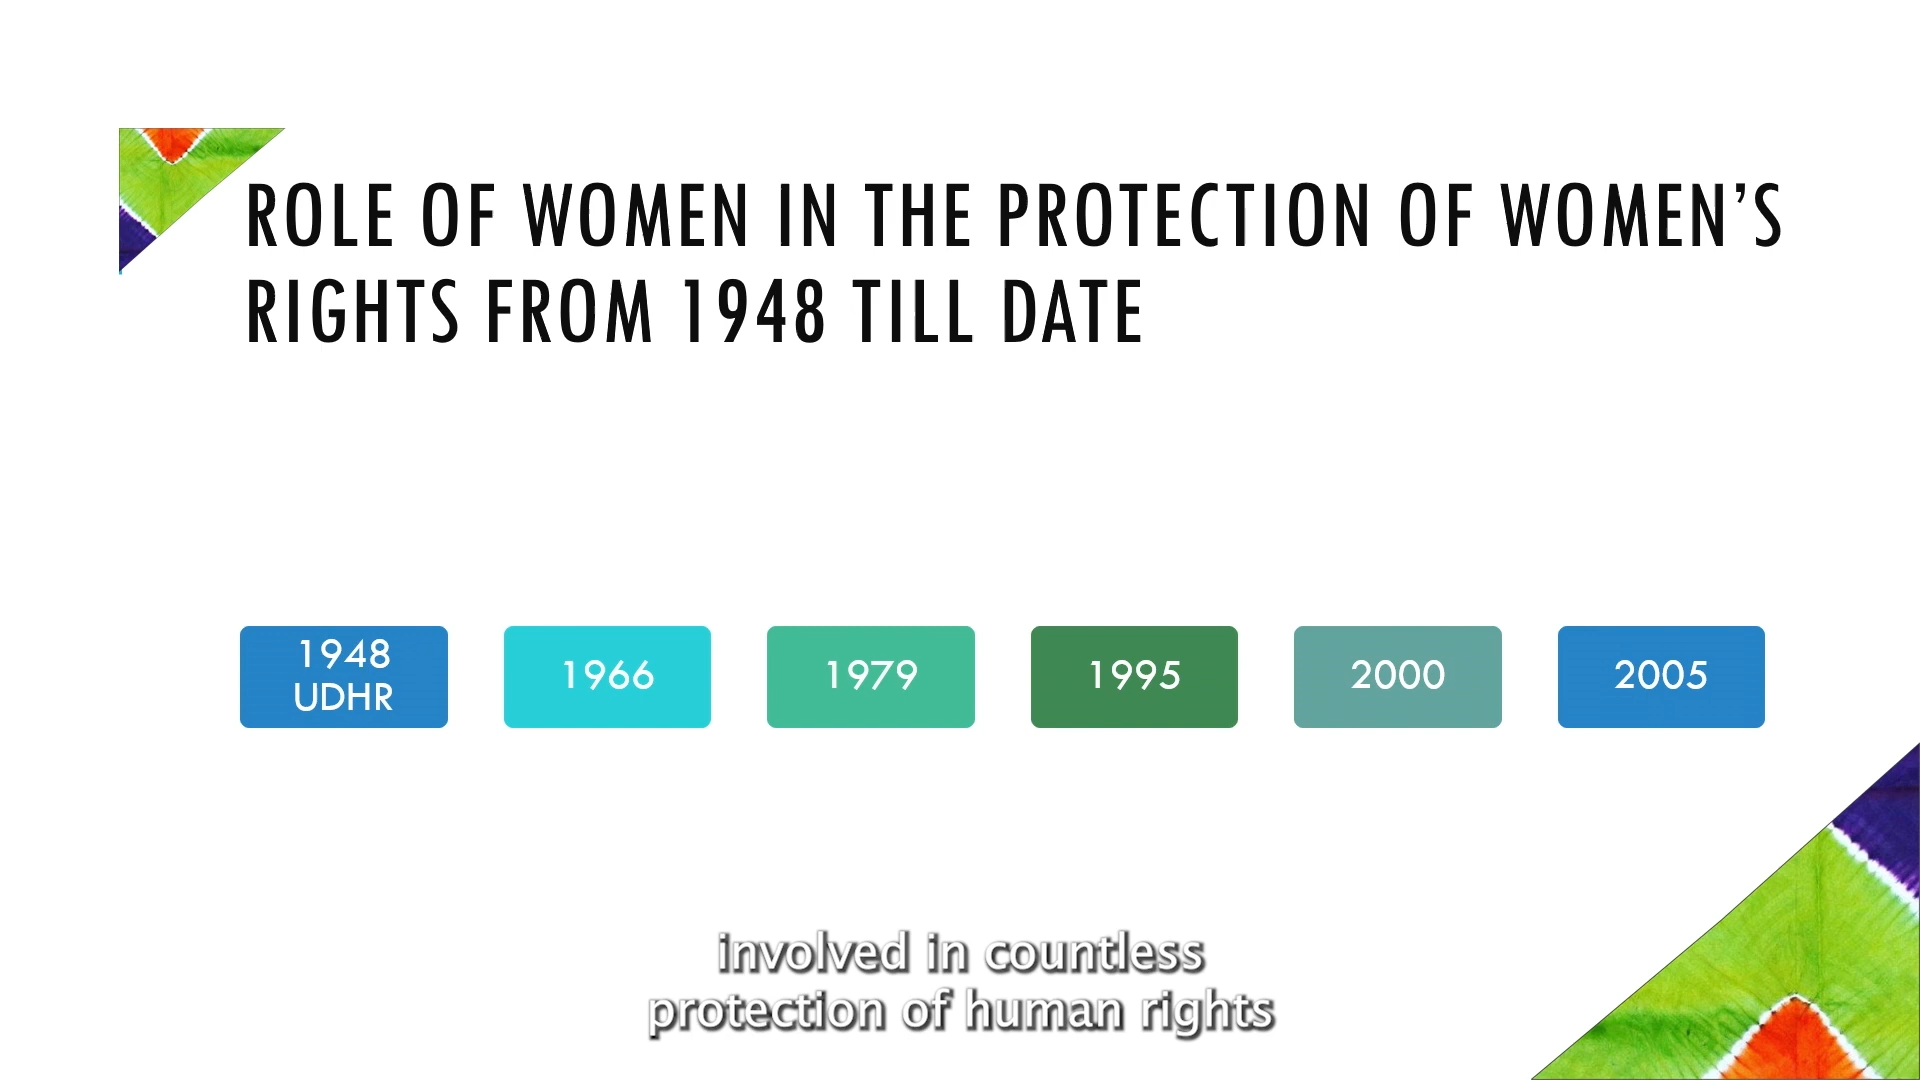 ROLE OF WOMEN IN THE PROTECTION OF WOMEN’S
RIGHTS FROM 1948 TILL DATE
1948
UDHR
1966
1979
1995
2000
2005
involved in countless
protection of human rights